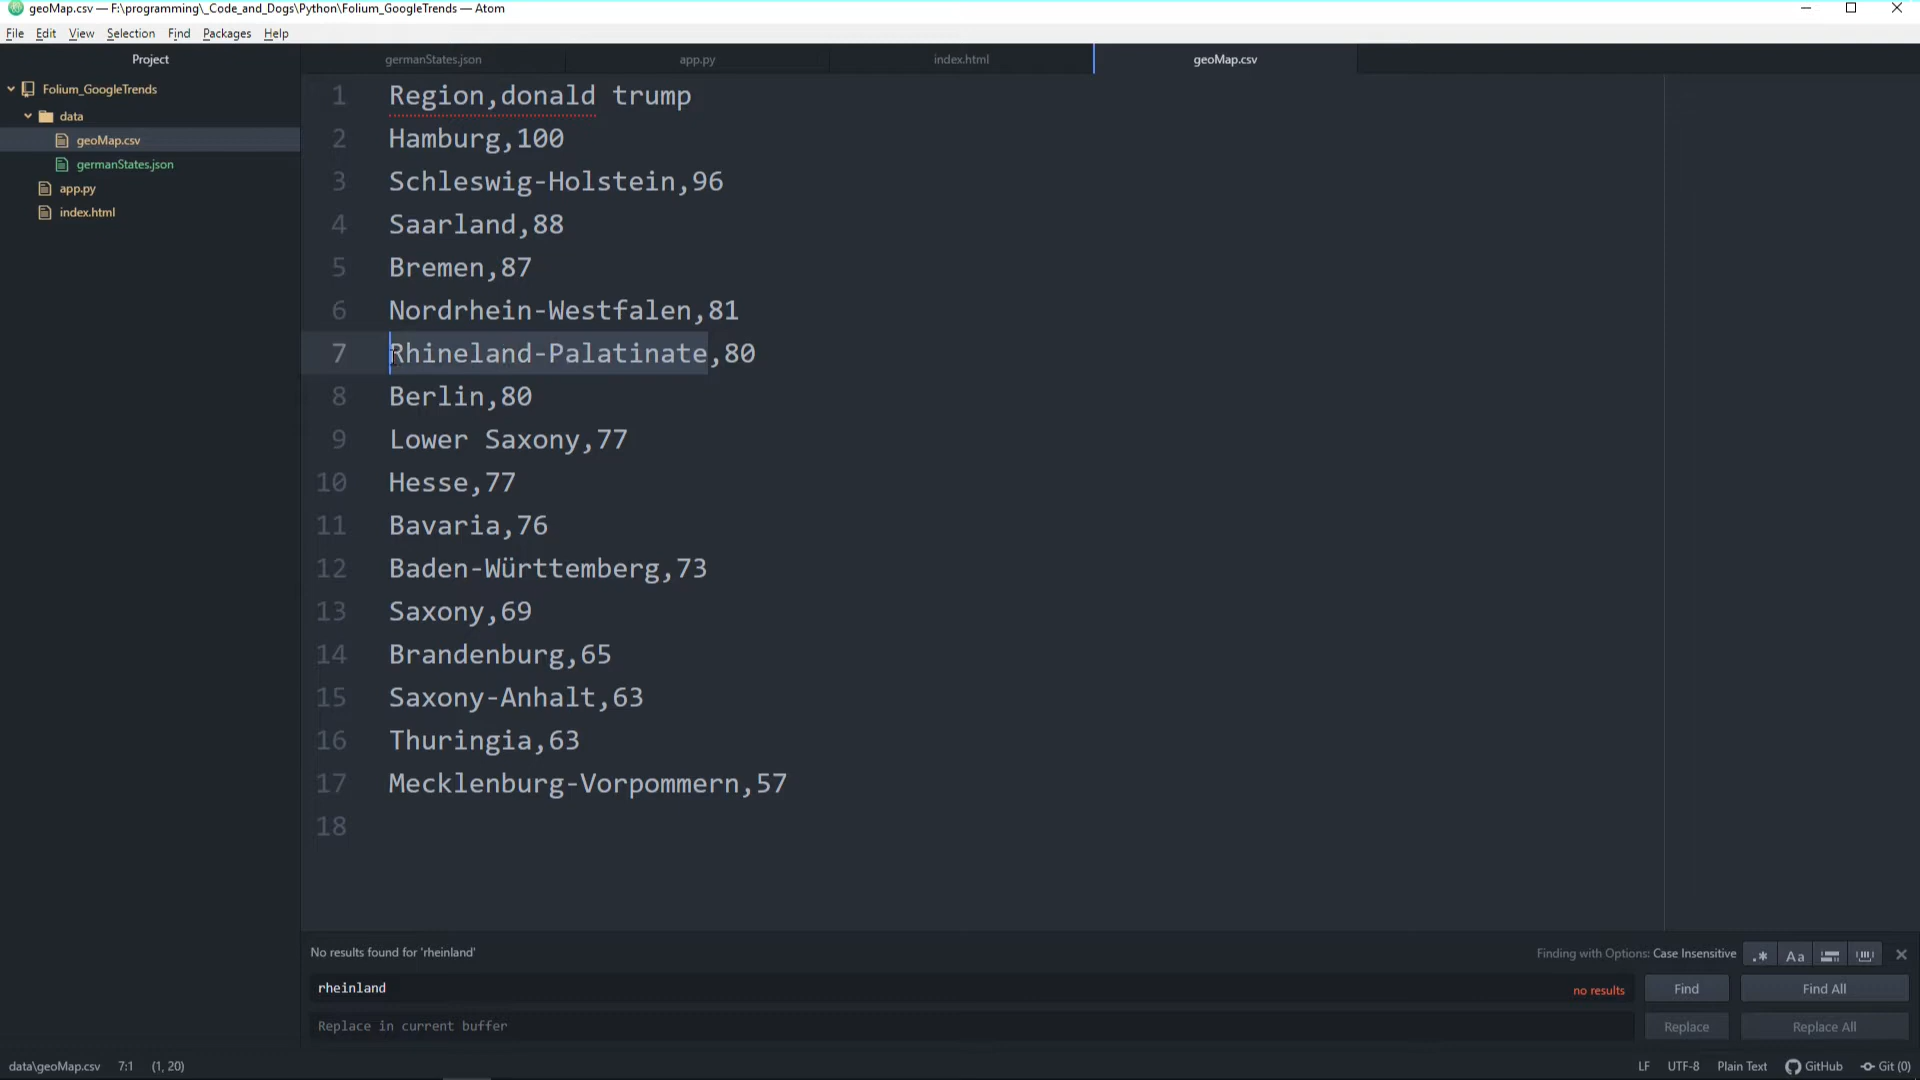 geoMap.csv — F:\programming\_Code_and_Dogs\Python\Folium_GoogleTrends — Atom
File Edit View Selection Find Packages Help
Project
germanStates.json app.py index.html geoMap.csv
Folium_GoogleTrends
data
geoMap.csv
germanStates.json
app.py
index.html
1 Region,donald trump
2 Hamburg,100
3 Schleswig-Holstein,96
4 Saarland,88
5 Bremen,87
6 Nordrhein-Westfalen,81
7 Rhineland-Palatinate,80
8 Berlin,80
9 Lower Saxony,77
10 Hesse,77
11 Bavaria,76
12 Baden-Württemberg,73
13 Saxony,69
14 Brandenburg,65
15 Saxony-Anhalt,63
16 Thuringia,63
17 Mecklenburg-Vorpommern,57
18
No results found for 'rheinland' Finding with Options: Case Insensitive .* Aa
rheinland no results Find Find All
Replace in current buffer Replace Replace All
data\geoMap.csv 7:1 (1, 20) LF UTF-8 Plain Text GitHub Git (0)